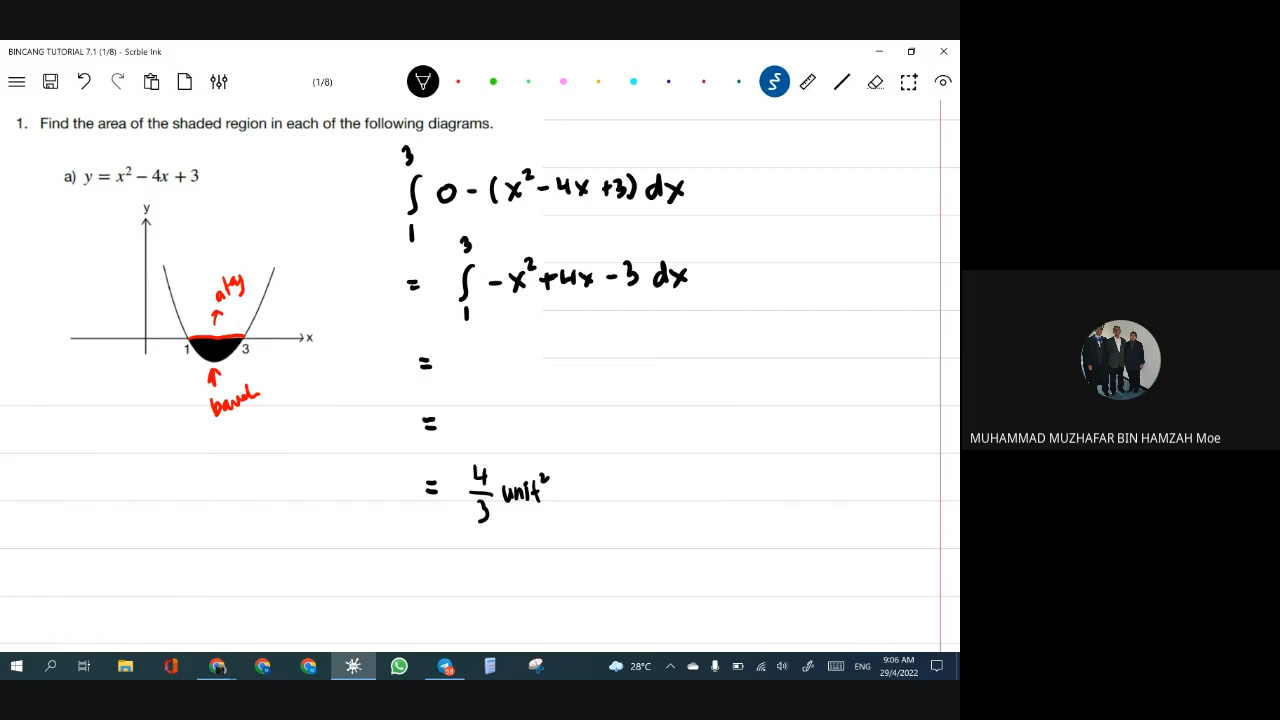 BINCANG TUTORIAL 7.1 (1/8) - Scrble Ink
(1/8)
1. Find the area of the shaded region in each of the following diagrams.
a) y = x² − 4x + 3
y
x
1
3
atas
bawah
∫₁³ 0 - (x² - 4x + 3) dx
= ∫₁³ -x² + 4x - 3 dx
=
=
= 4/3 unit²
MUHAMMAD MUZHAFAR BIN HAMZAH Moe
58
28°C
ENG
9:06 AM
29/4/2022